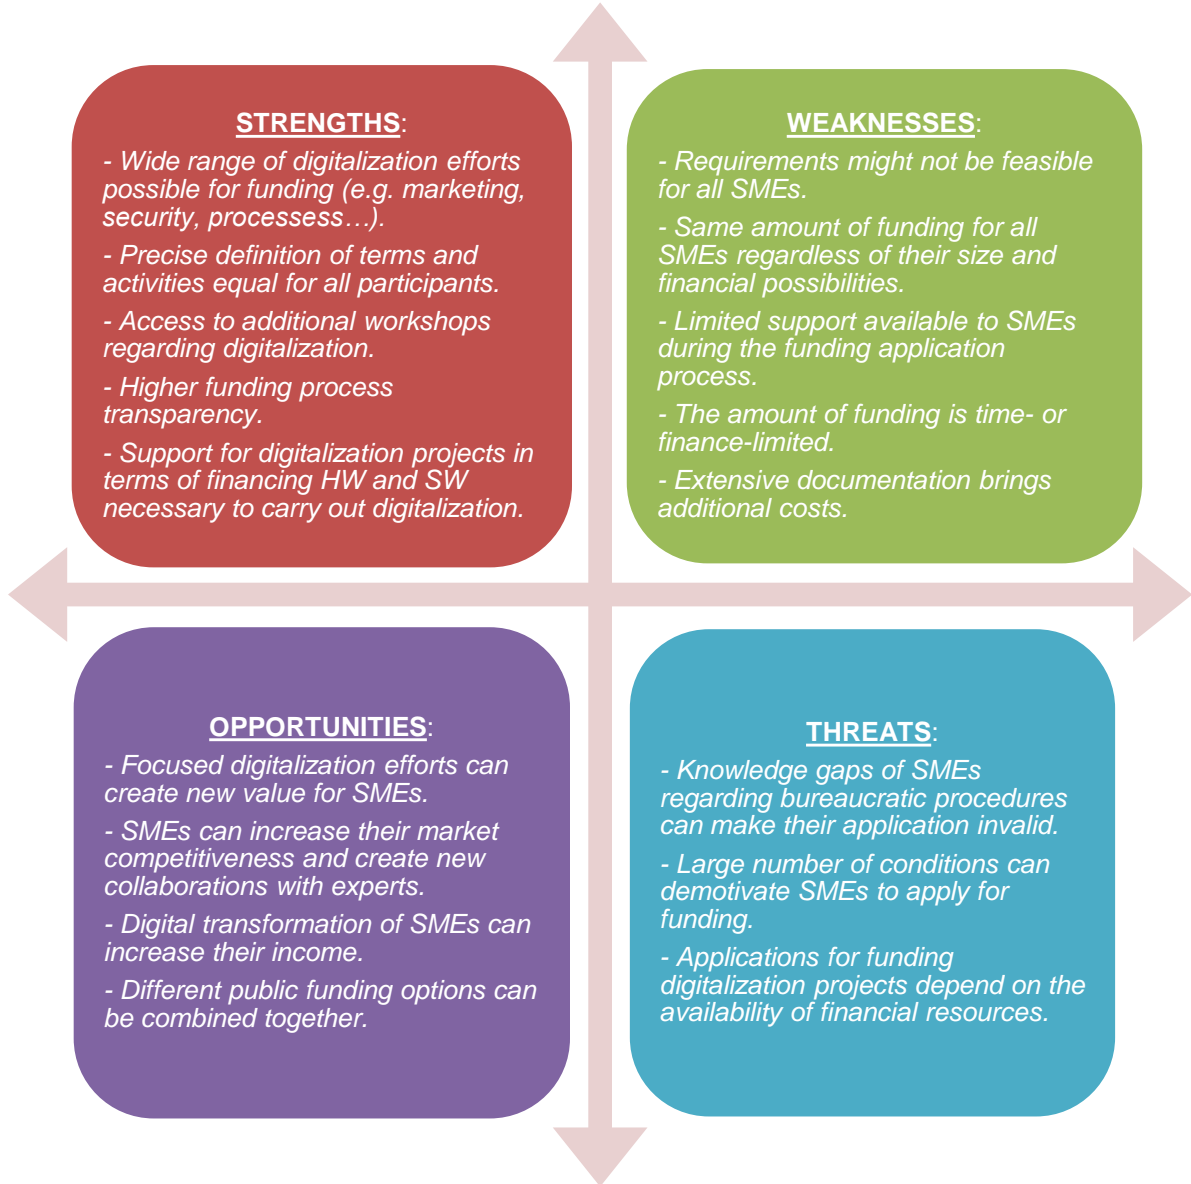 STRENGTHS:
- Wide range of digitalization efforts
possible for funding (e.g. marketing,
security, processess…).
- Precise definition of terms and
activities equal for all participants.
- Access to additional workshops
regarding digitalization.
- Higher funding process
transparency.
- Support for digitalization projects in
terms of financing HW and SW
necessary to carry out digitalization.
WEAKNESSES:
- Requirements might not be feasible
for all SMEs.
- Same amount of funding for all
SMEs regardless of their size and
financial possibilities.
- Limited support available to SMEs
during the funding application
process.
- The amount of funding is time- or
finance-limited.
- Extensive documentation brings
additional costs.
OPPORTUNITIES:
- Focused digitalization efforts can
create new value for SMEs.
- SMEs can increase their market
competitiveness and create new
collaborations with experts.
- Digital transformation of SMEs can
increase their income.
- Different public funding options can
be combined together.
THREATS:
- Knowledge gaps of SMEs
regarding bureaucratic procedures
can make their application invalid.
- Large number of conditions can
demotivate SMEs to apply for
funding.
- Applications for funding
digitalization projects depend on the
availability of financial resources.